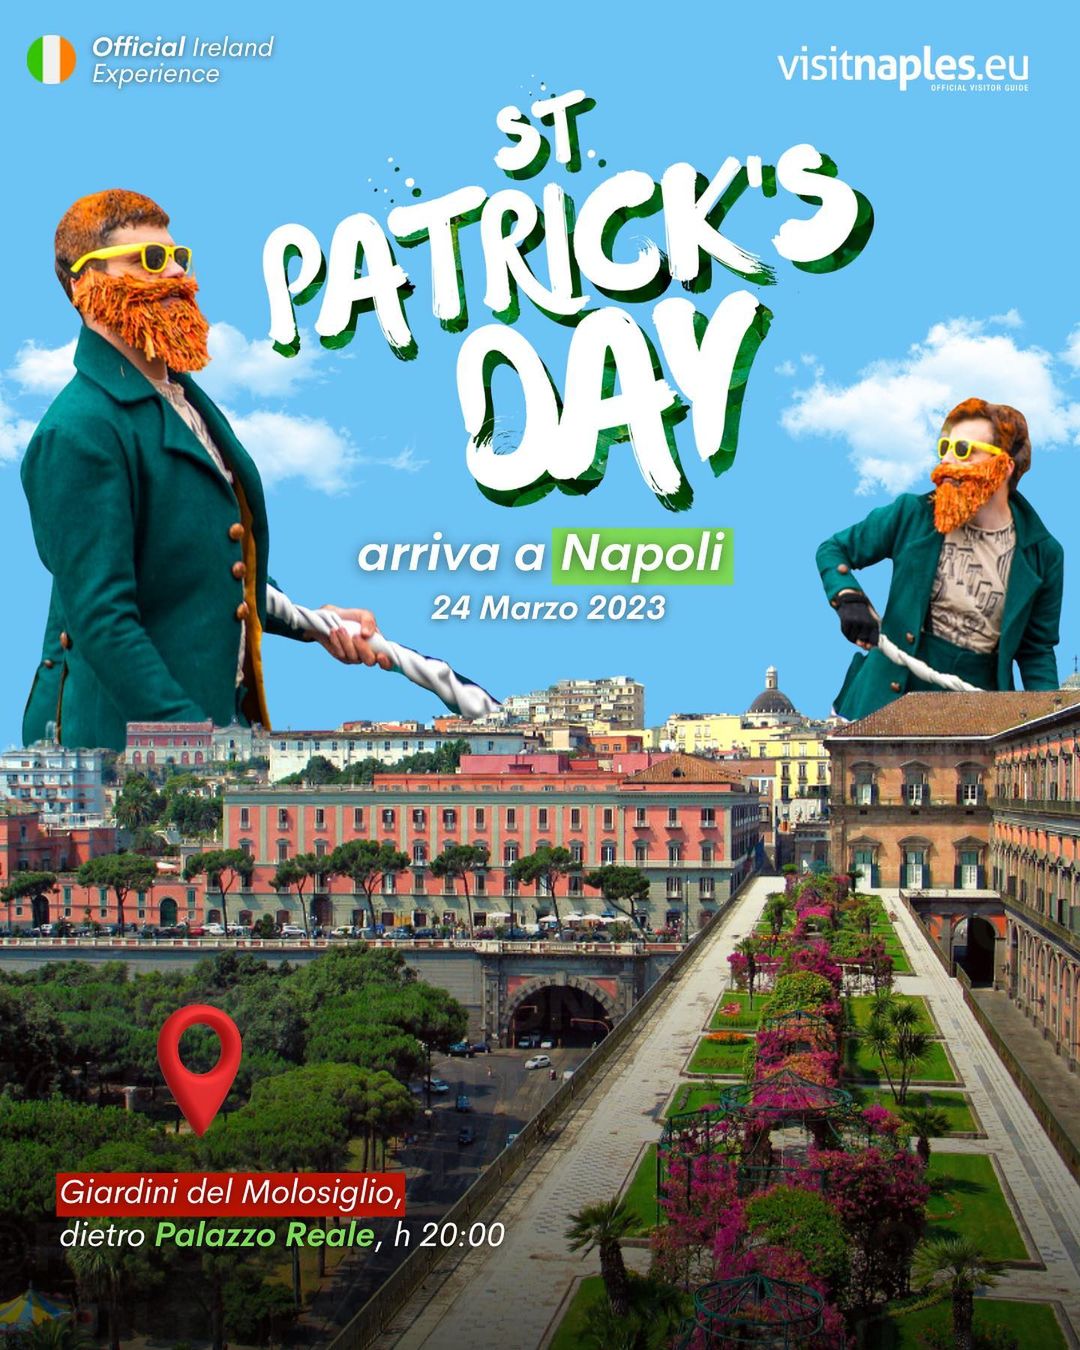 Official Ireland
Experience
visitnaples.eu
OFFICIAL VISITOR GUIDE
ST.
PATRICK'S
DAY
arriva a Napoli
24 Marzo 2023
Giardini del Molosiglio,
dietro Palazzo Reale, h 20:00